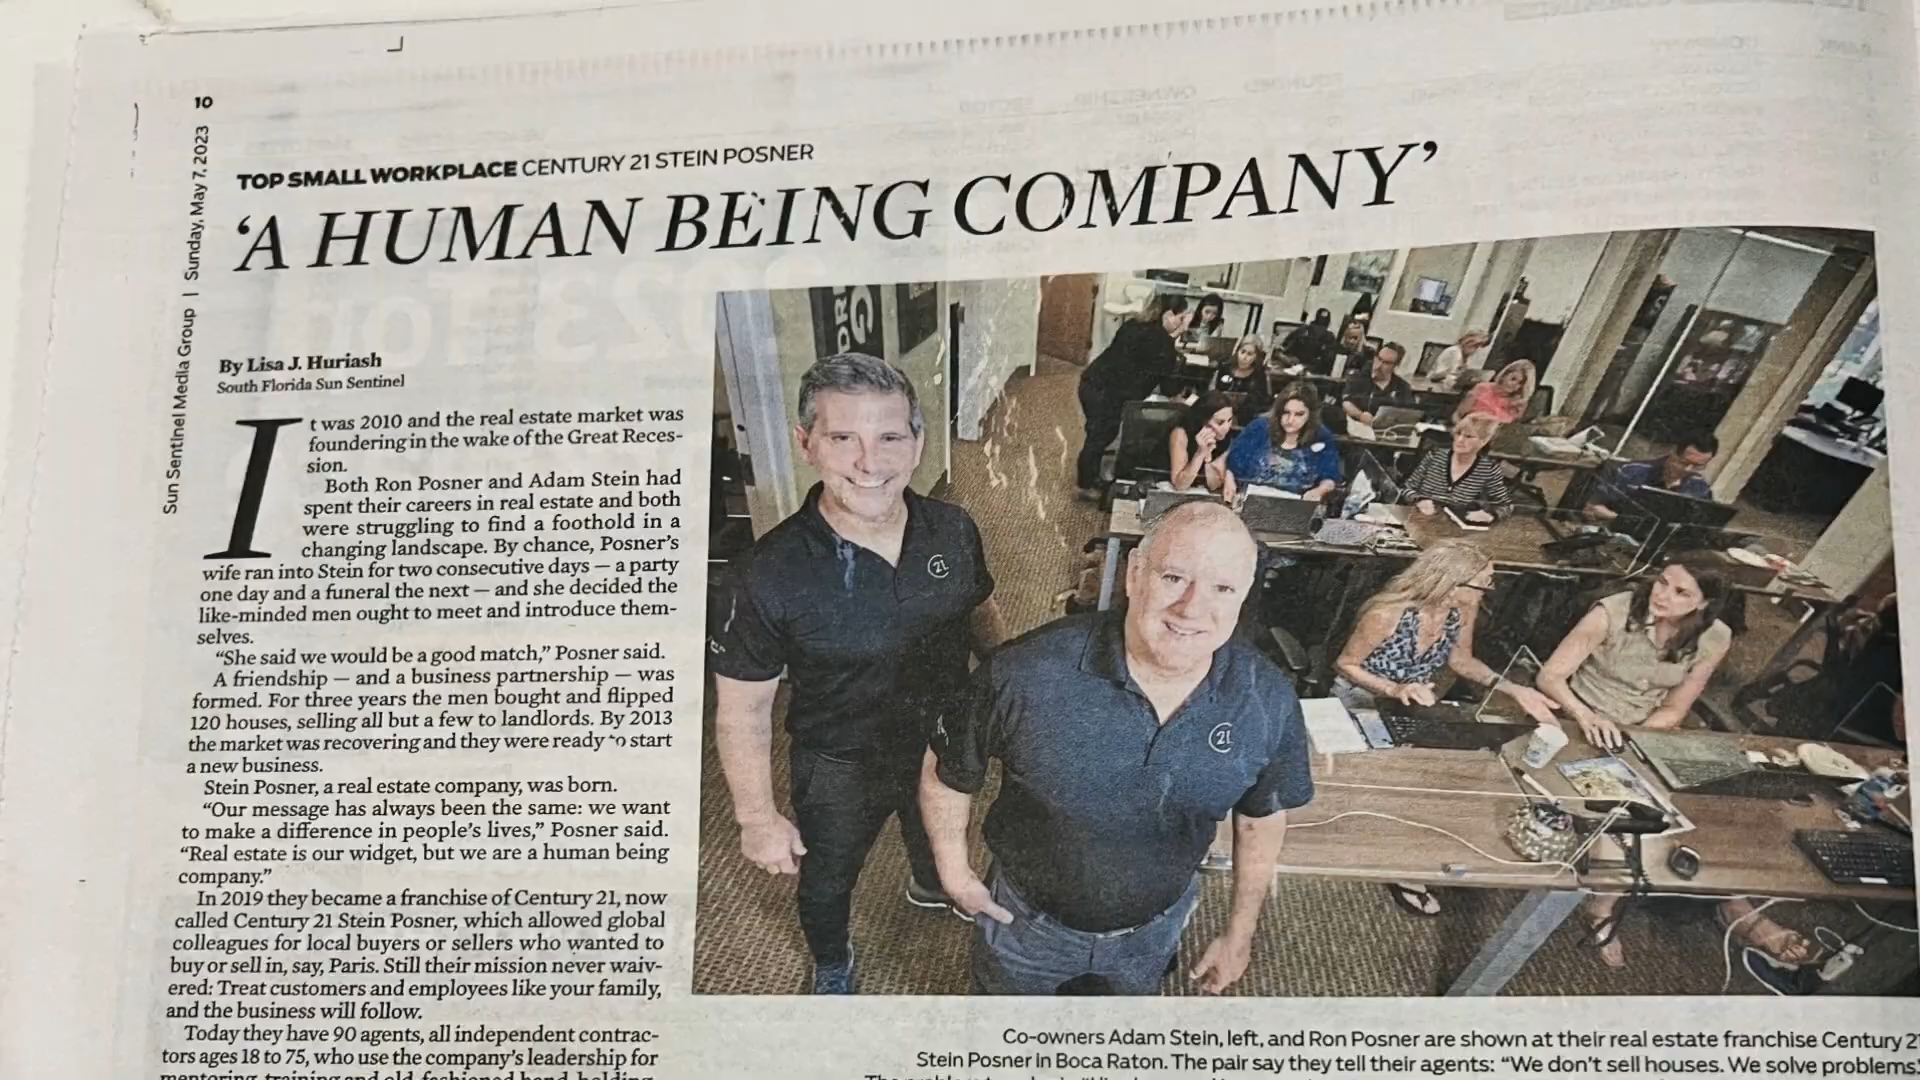 10
Sun Sentinel Media Group | Sunday, May 7, 2023
TOP SMALL WORKPLACE CENTURY 21 STEIN POSNER
‘A HUMAN BEING COMPANY’
By Lisa J. Huriash
South Florida Sun Sentinel
It was 2010 and the real estate market was
foundering in the wake of the Great Reces-
sion.
Both Ron Posner and Adam Stein had
spent their careers in real estate and both
were struggling to find a foothold in a
changing landscape. By chance, Posner’s
wife ran into Stein for two consecutive days — a party
one day and a funeral the next — and she decided the
like-minded men ought to meet and introduce them-
selves.
“She said we would be a good match,” Posner said.
A friendship — and a business partnership — was
formed. For three years the men bought and flipped
120 houses, selling all but a few to landlords. By 2013
the market was recovering and they were ready to start
a new business.
Stein Posner, a real estate company, was born.
“Our message has always been the same: we want
to make a difference in people’s lives,” Posner said.
“Real estate is our widget, but we are a human being
company.”
In 2019 they became a franchise of Century 21, now
called Century 21 Stein Posner, which allowed global
colleagues for local buyers or sellers who wanted to
buy or sell in, say, Paris. Still their mission never waiv-
ered: Treat customers and employees like your family,
and the business will follow.
Today they have 90 agents, all independent contrac-
tors ages 18 to 75, who use the company’s leadership for
mentoring, training and old-fashioned hand-holding.
C21
C21
Co-owners Adam Stein, left, and Ron Posner are shown at their real estate franchise Century 2
Stein Posner in Boca Raton. The pair say they tell their agents: “We don’t sell houses. We solve problems.